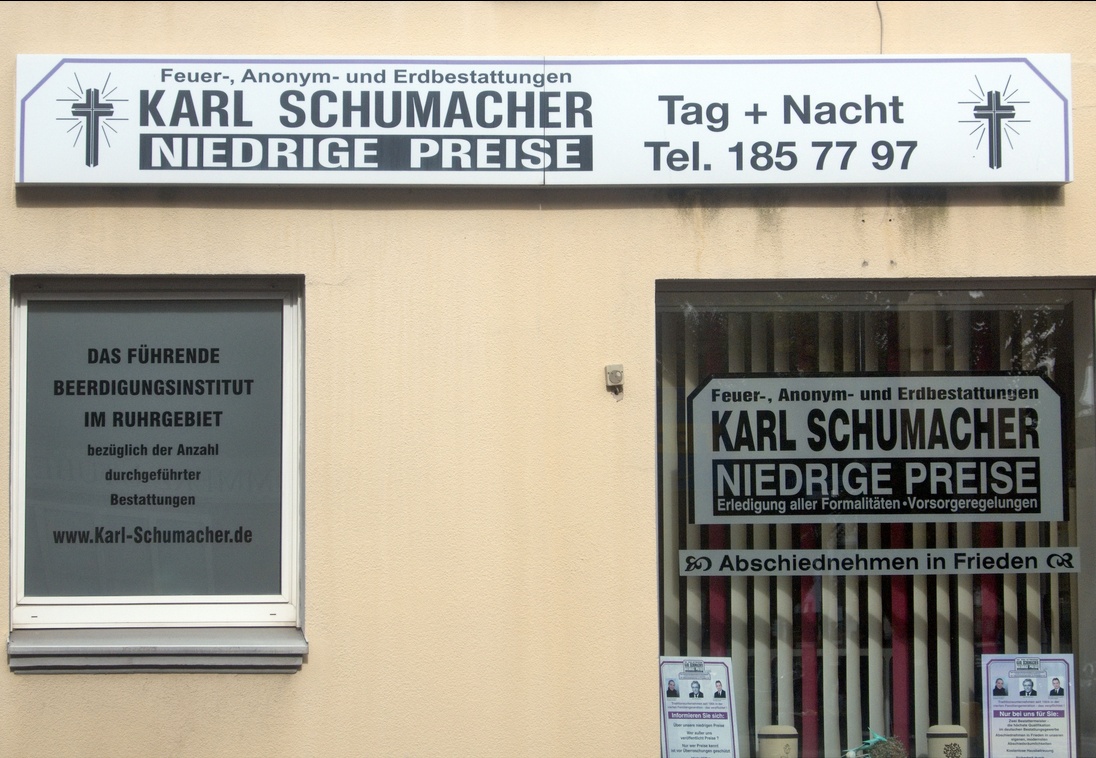 Feuer-, Anonym- und Erdbestattungen
KARL SCHUMACHER
NIEDRIGE PREISE
Tag + Nacht
Tel. 185 77 97
DAS FÜHRENDE
BEERDIGUNGSINSTITUT
IM RUHRGEBIET
bezüglich der Anzahl
durchgeführter
Bestattungen
www.Karl-Schumacher.de
Feuer-, Anonym- und Erdbestattungen
KARL SCHUMACHER
NIEDRIGE PREISE
Erledigung aller Formalitäten • Vorsorgeregelungen
Abschiednehmen in Frieden
Informieren Sie sich:
Nur bei uns für Sie: